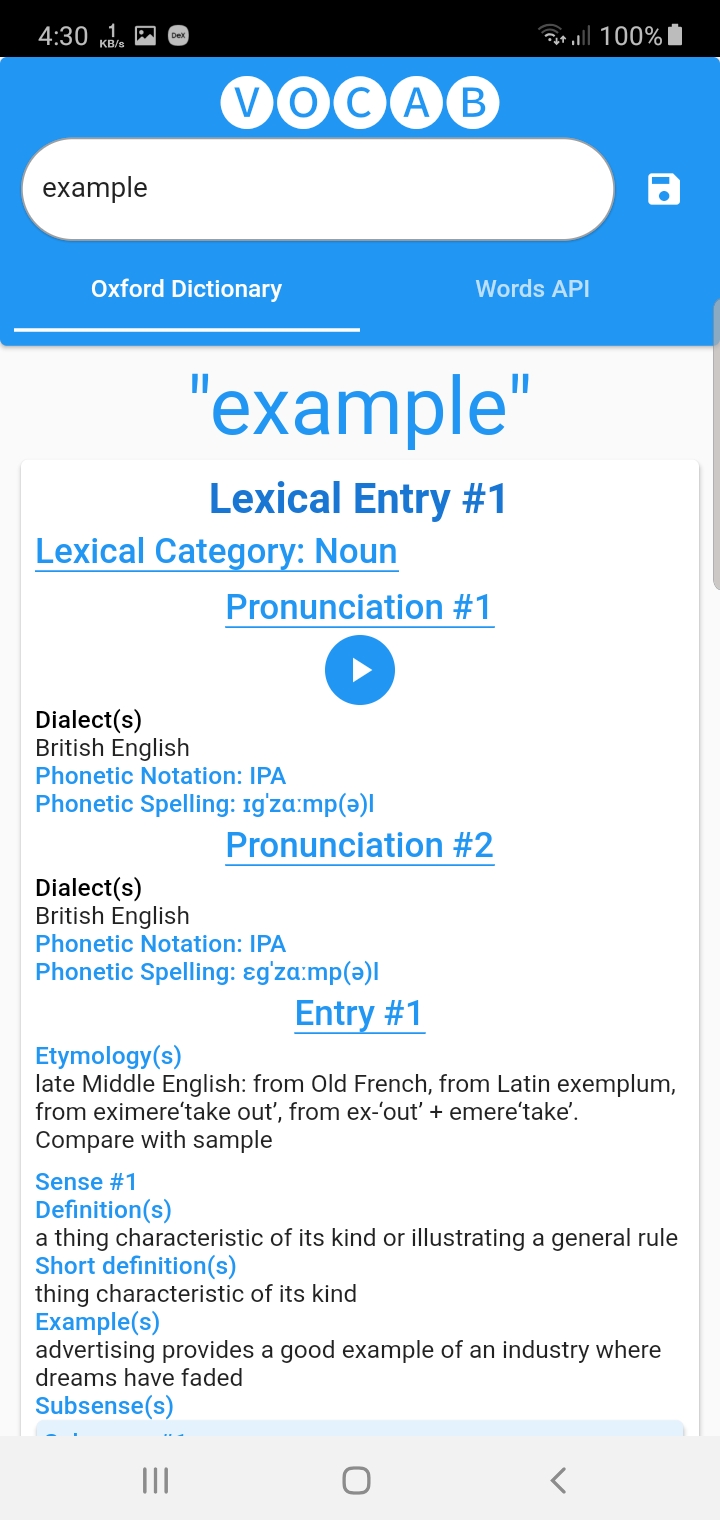 4:30 1 KB/s DeX 100%
VOCAB
example
Oxford Dictionary Words API
"example"
Lexical Entry #1
Lexical Category: Noun
Pronunciation #1
Dialect(s)
British English
Phonetic Notation: IPA
Phonetic Spelling: ɪɡˈzɑːmp(ə)l
Pronunciation #2
Dialect(s)
British English
Phonetic Notation: IPA
Phonetic Spelling: ɛɡˈzɑːmp(ə)l
Entry #1
Etymology(s)
late Middle English: from Old French, from Latin exemplum,
from eximere‘take out’, from ex-‘out’ + emere‘take’.
Compare with sample
Sense #1
Definition(s)
a thing characteristic of its kind or illustrating a general rule
Short definition(s)
thing characteristic of its kind
Example(s)
advertising provides a good example of an industry where
dreams have faded
Subsense(s)